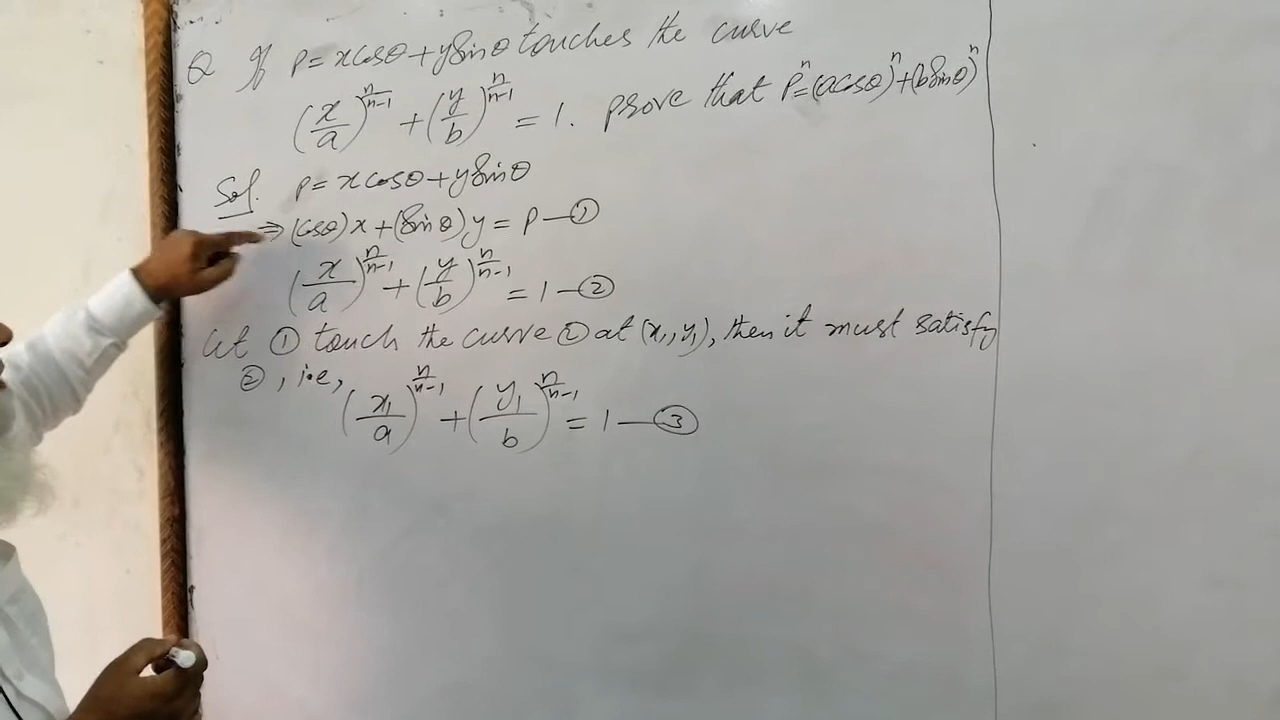 Q If p = x cosθ + y Sinθ touches the curve
(x/a)^(n/(n-1)) + (y/b)^(n/(n-1)) = 1. prove that p^n = (a cosθ)^n + (b Sinθ)^n
Sol. p = x cosθ + y Sinθ
⇒ (cosθ)x + (Sinθ)y = p — ①
(x/a)^(n/(n-1)) + (y/b)^(n/(n-1)) = 1 — ②
Let ① touch the curve ② at (x₁, y₁), then it must satisfy
②, i.e,
(x₁/a)^(n/(n-1)) + (y₁/b)^(n/(n-1)) = 1 — ③